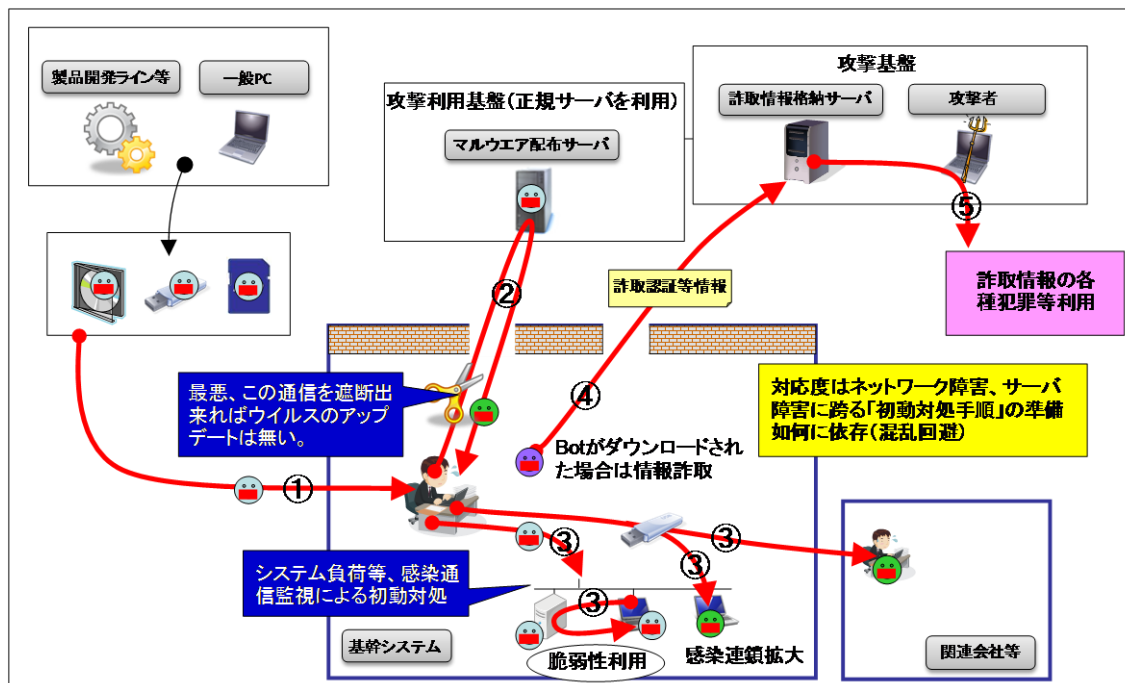 製品開発ライン等
一般PC
攻撃利用基盤(正規サーバを利用)
マルウエア配布サーバ
攻撃基盤
詐取情報格納サーバ
攻撃者
⑤
詐取情報の各
種犯罪等利用
詐取認証等情報
②
④
最悪、この通信を遮断出
来ればウイルスのアップ
デートは無い。
対応度はネットワーク障害、サーバ
障害に跨る「初動対処手順」の準備
如何に依存(混乱回避)
Botがダウンロードされ
た場合は情報詐取
①
③
③
③
③
システム負荷等、感染通
信監視による初動対処
基幹システム
脆弱性利用
感染連鎖拡大
関連会社等